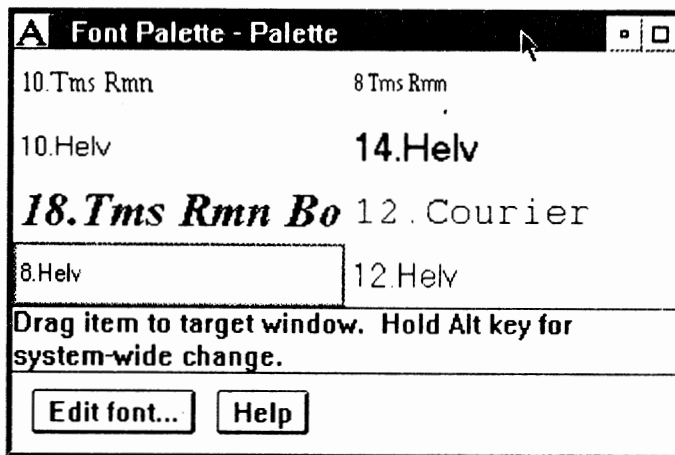 A Font Palette - Palette
10.Tms Rmn 8 Tms Rmn
10.Helv 14.Helv
18.Tms Rmn Bo 12.Courier
8.Helv 12.Helv
Drag item to target window. Hold Alt key for
system-wide change.
Edit font... Help